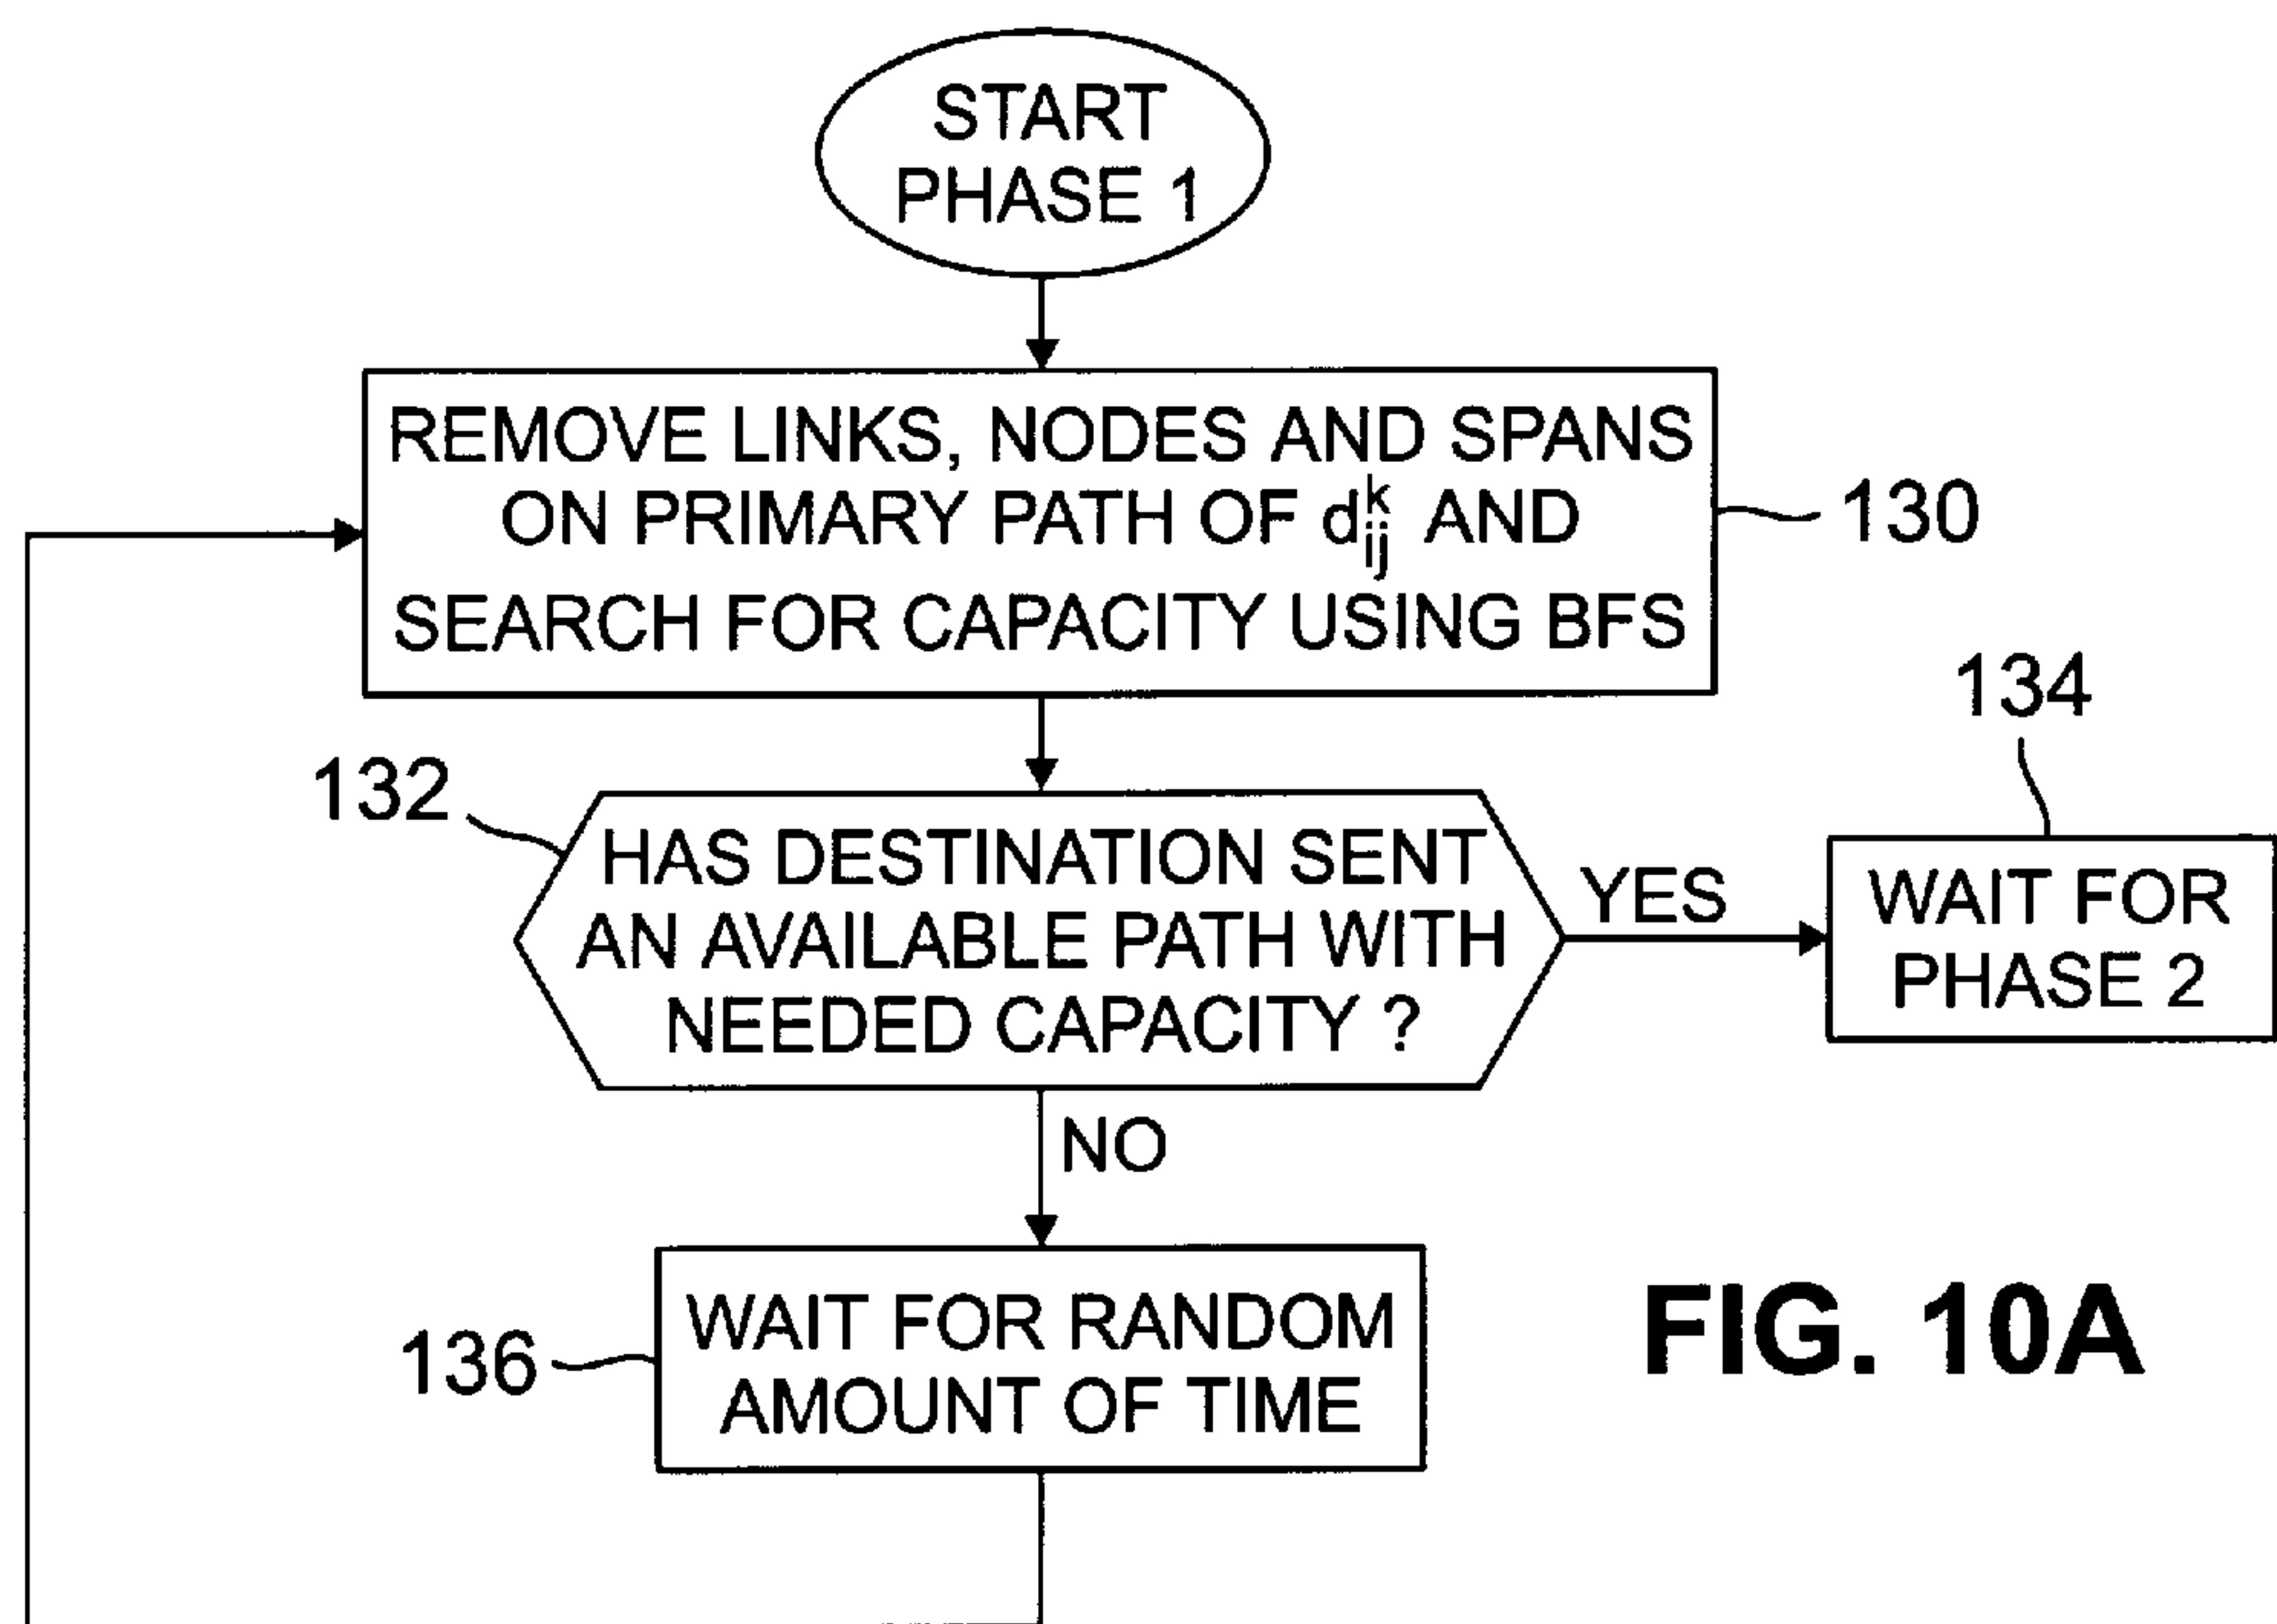 START
PHASE 1
REMOVE LINKS, NODES AND SPANS
ON PRIMARY PATH OF d^k_ij AND
SEARCH FOR CAPACITY USING BFS
130
132
HAS DESTINATION SENT
AN AVAILABLE PATH WITH
NEEDED CAPACITY ?
YES
134
WAIT FOR
PHASE 2
NO
136
WAIT FOR RANDOM
AMOUNT OF TIME
FIG. 10A